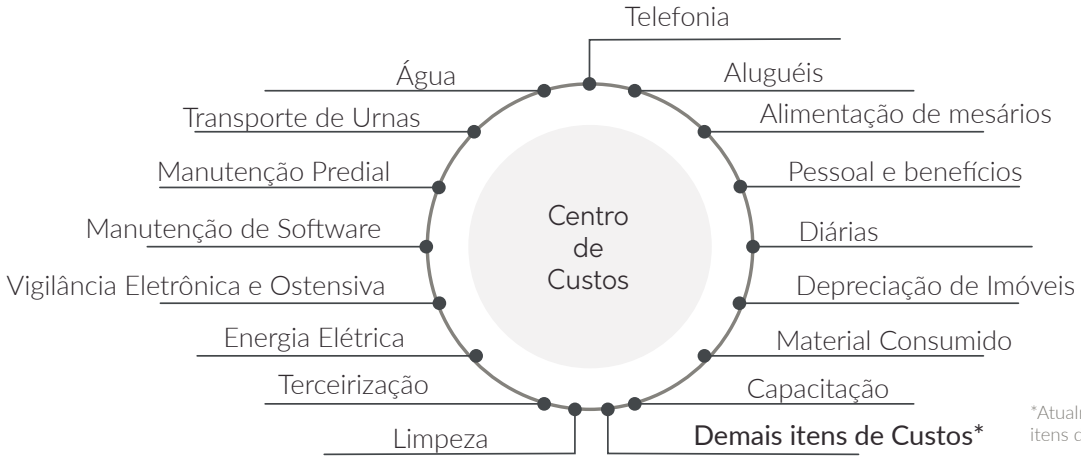 Telefonia
Água
Aluguéis
Transporte de Urnas
Alimentação de mesários
Manutenção Predial
Pessoal e benefícios
Centro
de
Custos
Manutenção de Software
Diárias
Vigilância Eletrônica e Ostensiva
Depreciação de Imóveis
Energia Elétrica
Material Consumido
Terceirização
Capacitação
Limpeza
Demais itens de Custos*
itens